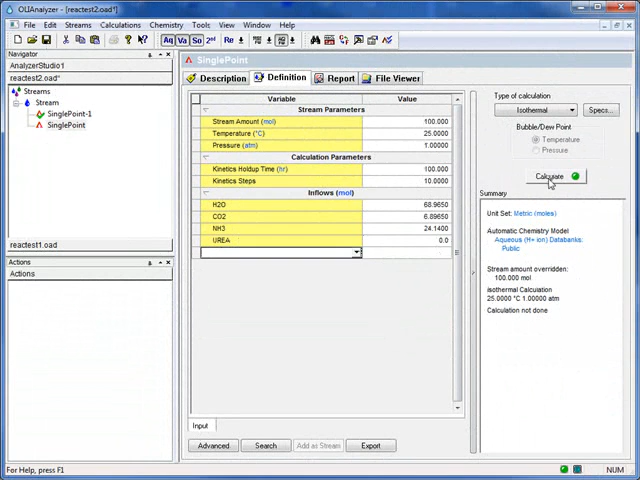 OLIAnalyzer - [reactest2.oad*]
File Edit Streams Calculations Chemistry Tools View Window Help
Aq Va So 2nd Re
Navigator
AnalyzerStudio1
reactest2.oad*
Streams
Stream
SinglePoint-1
SinglePoint
reactest1.oad
Actions
Actions
SinglePoint
Description Definition Report File Viewer
Variable Value
Stream Parameters
Stream Amount (mol) 100.000
Temperature (°C) 25.0000
Pressure (atm) 1.00000
Calculation Parameters
Kinetics Holdup Time (hr) 100.000
Kinetics Steps 10.0000
Inflows (mol)
H2O 68.9650
CO2 6.89650
NH3 24.1400
UREA 0.0
Input
Advanced Search Add as Stream Export
Type of calculation
Isothermal Specs...
Bubble/Dew Point
Temperature
Pressure
Calculate
Summary
Unit Set: Metric (moles)
Automatic Chemistry Model
Aqueous (H+ ion) Databanks:
Public
Stream amount overridden:
100.000 mol
isothermal Calculation
25.0000 °C 1.00000 atm
Calculation not done
For Help, press F1
NUM